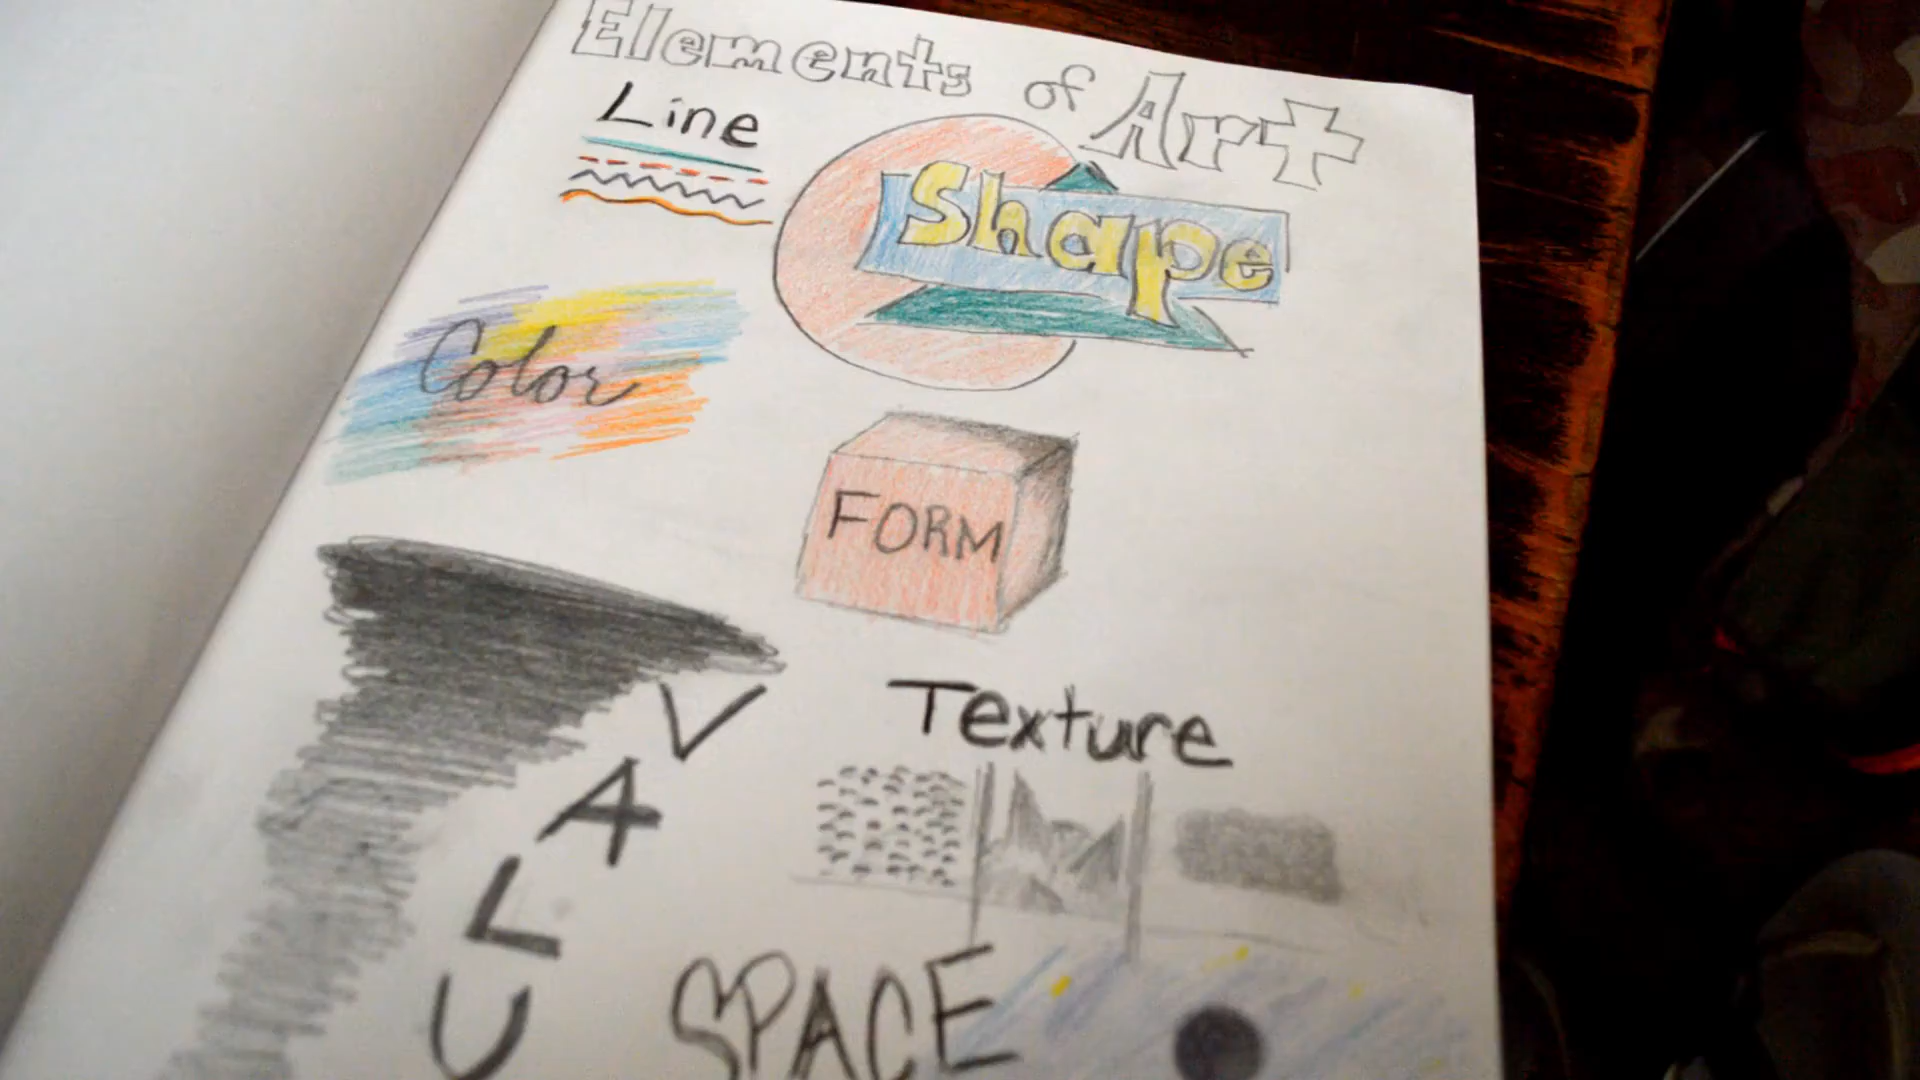 Elements of Art
Line
Shape
Color
FORM
Texture
VALU
SPACE